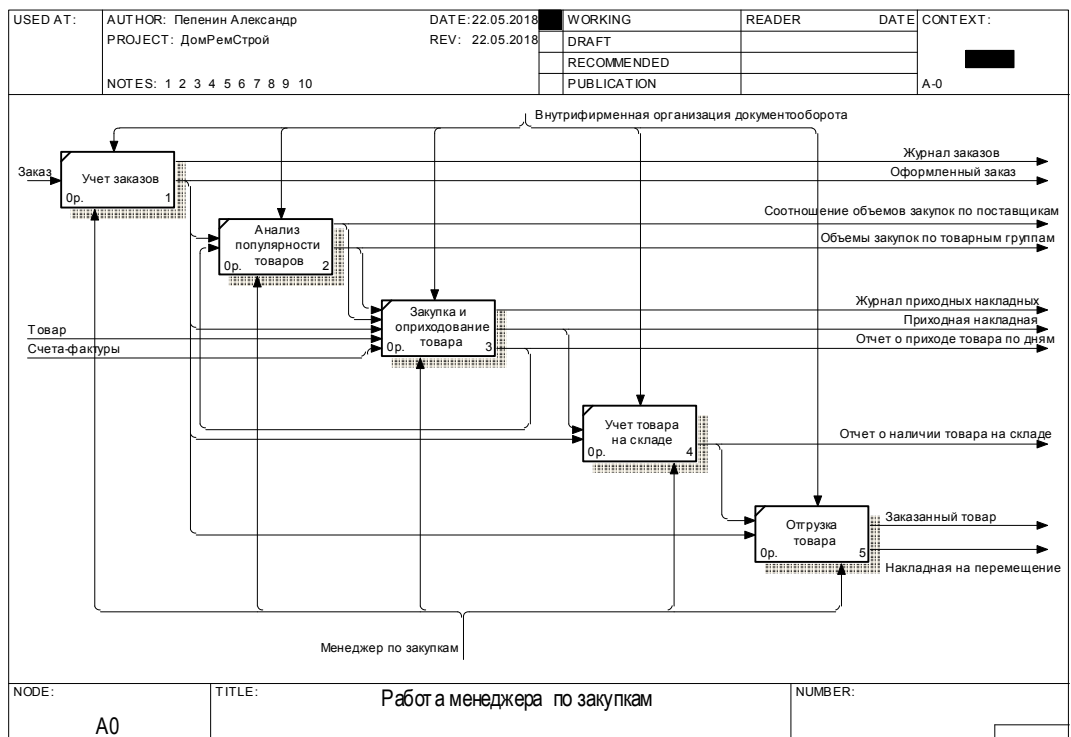 USED AT:
AUTHOR: Пепенин Александр
DATE: 22.05.2018
WORKING
READER
DATE
CONTEXT:
PROJECT: ДомРемСтрой
REV: 22.05.2018
DRAFT
RECOMMENDED
NOTES: 1 2 3 4 5 6 7 8 9 10
PUBLICATION
A-0
Внутрифирменная организация документооборота
Заказ
Учет заказов
0р. 1
Журнал заказов
Оформленный заказ
Анализ
популярности
товаров
0р. 2
Соотношение объемов закупок по поставщикам
Объемы закупок по товарным группам
Товар
Счета-фактуры
Закупка и
оприходование
товара
0р. 3
Журнал приходных накладных
Приходная накладная
Отчет о приходе товара по дням
Учет товара
на складе
0р. 4
Отчет о наличии товара на складе
Отгрузка
товара
0р. 5
Заказанный товар
Накладная на перемещение
Менеджер по закупкам
NODE:
TITLE:
NUMBER:
Работа менеджера по закупкам
A0